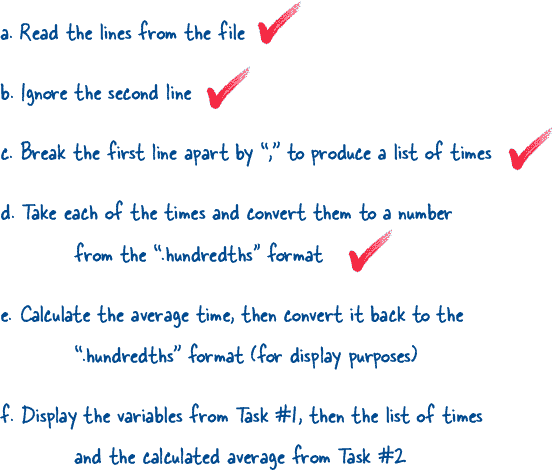 a. Read the lines from the file
b. Ignore the second line
c. Break the first line apart by “,” to produce a list of times
d. Take each of the times and convert them to a number
from the “.hundredths” format
e. Calculate the average time, then convert it back to the
“.hundredths” format (for display purposes)
f. Display the variables from Task #1, then the list of times
and the calculated average from Task #2